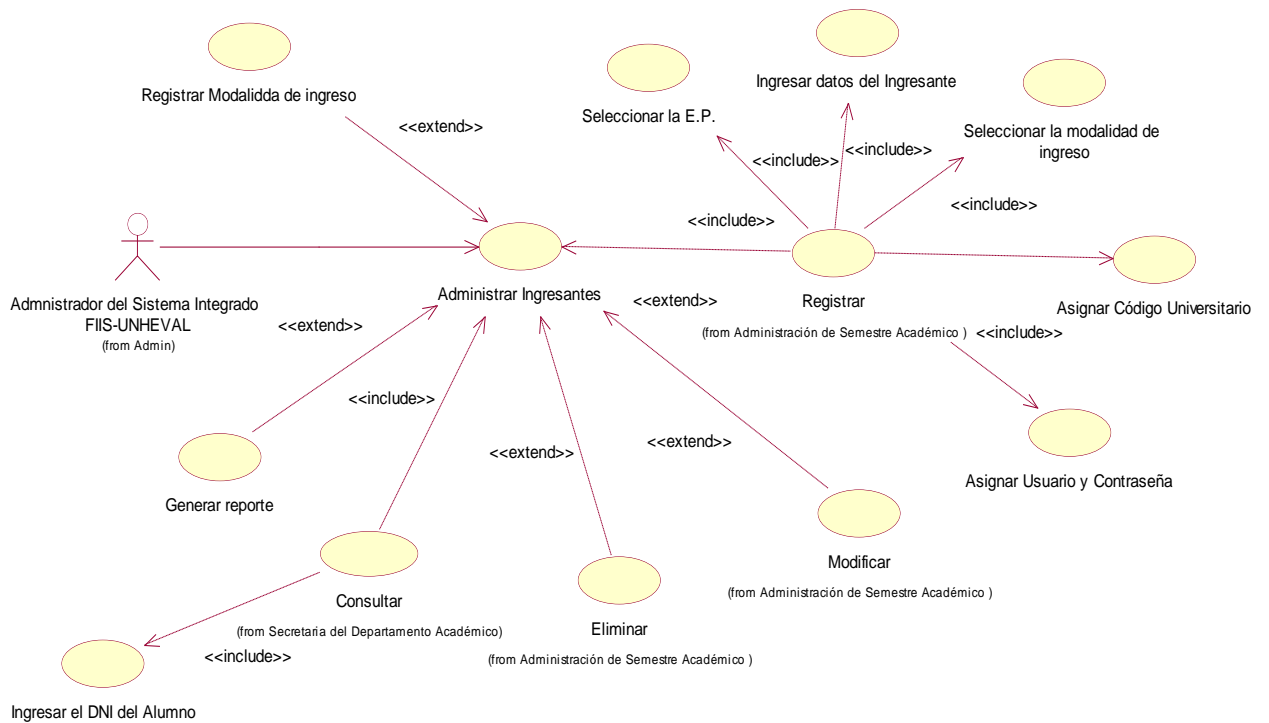 Registrar Modalidda de ingreso
<<extend>>
Seleccionar la E.P.
Ingresar datos del Ingresante
Seleccionar la modalidad de
ingreso
<<include>>
<<include>>
<<include>>
<<include>>
Admnistrador del Sistema Integrado
FIIS-UNHEVAL
(from Admin)
Administrar Ingresantes
Registrar
(from Administración de Semestre Académico )
Asignar Código Universitario
<<extend>>
<<extend>>
<<include>>
Asignar Usuario y Contraseña
<<include>>
<<extend>>
<<extend>>
Generar reporte
Consultar
(from Secretaria del Departamento Académico)
Eliminar
(from Administración de Semestre Académico )
Modificar
(from Administración de Semestre Académico )
<<include>>
Ingresar el DNI del Alumno